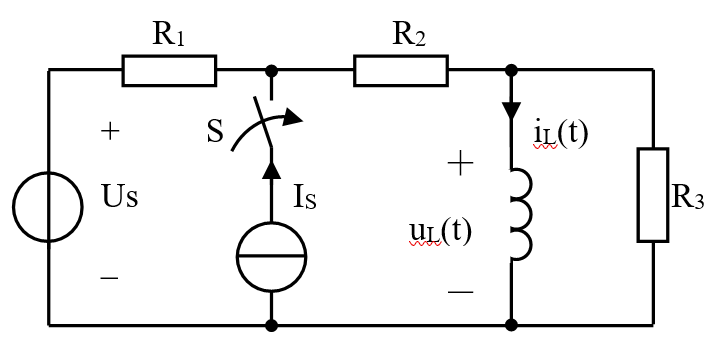 R1
R2
+
S
iL(t)
+
Us
IS
R3
uL(t)
–
–